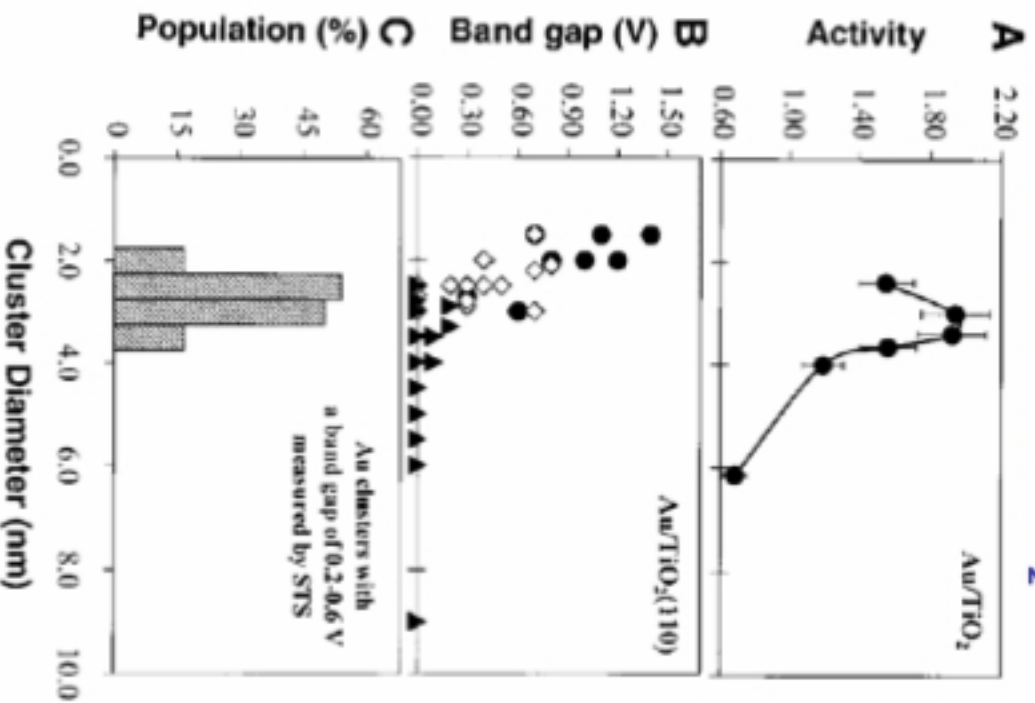 A
Activity
2.20
1.80
1.40
1.00
0.60
Au/TiO₂
B
Band gap (V)
1.50
1.20
0.90
0.60
0.30
0.00
Au/TiO₂(110)
C
Population (%)
60
45
30
15
0
Au clusters with
a band gap of 0.2-0.6 V
measured by STS
0.0
2.0
4.0
6.0
8.0
10.0
Cluster Diameter (nm)